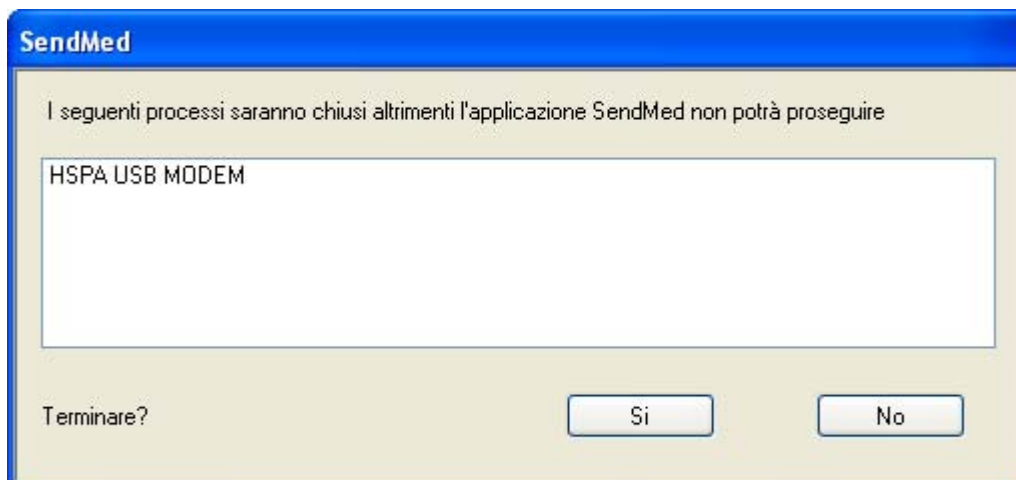 SendMed
I seguenti processi saranno chiusi altrimenti l'applicazione SendMed non potrà proseguire
HSPA USB MODEM
Terminare?
Si
No